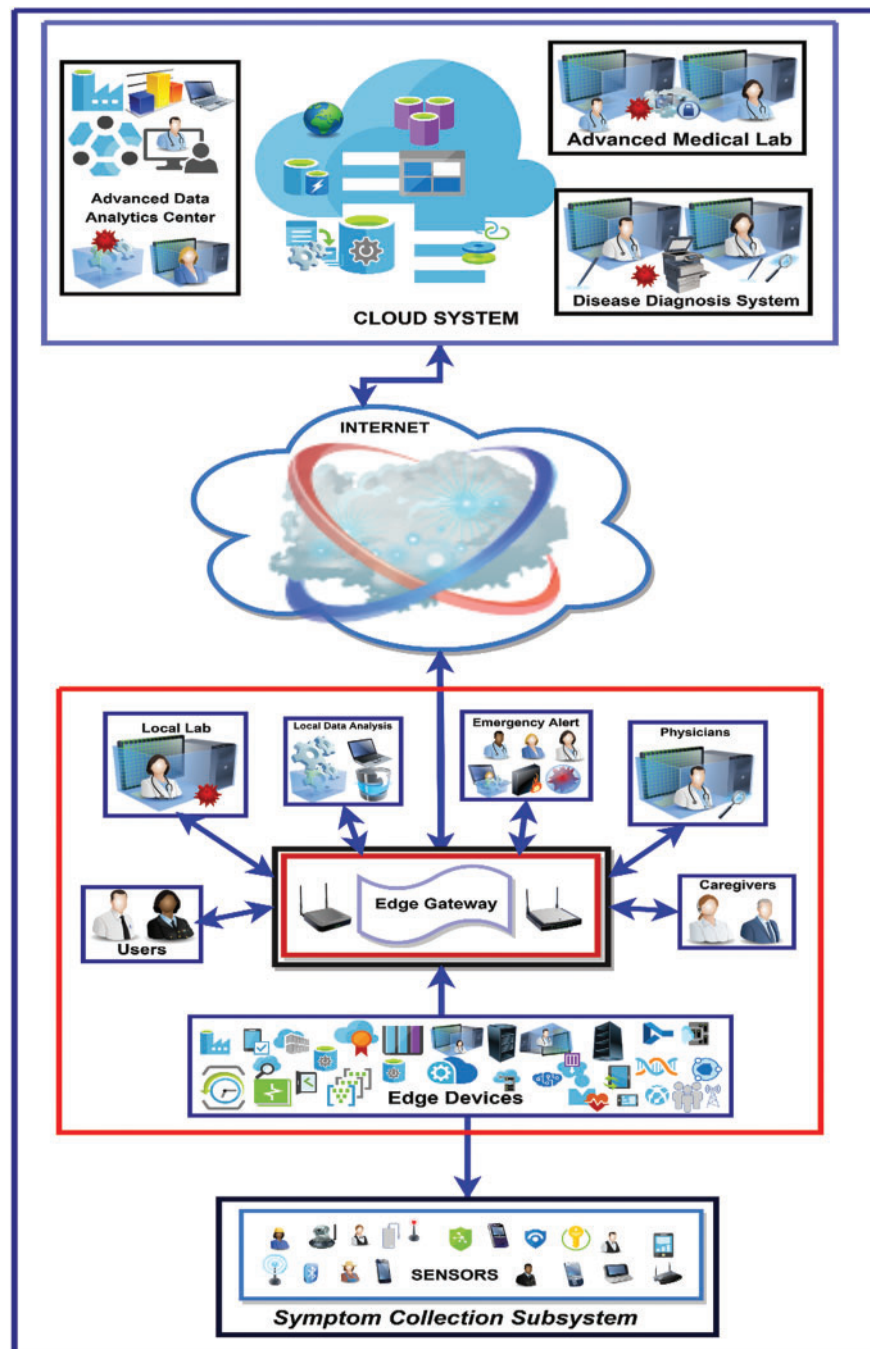 Advanced Data
Analytics Center
Advanced Medical Lab
Disease Diagnosis System
CLOUD SYSTEM
INTERNET
Local Lab
Local Data Analysis
Emergency Alert
Physicians
Users
Edge Gateway
Caregivers
Edge Devices
SENSORS
Symptom Collection Subsystem